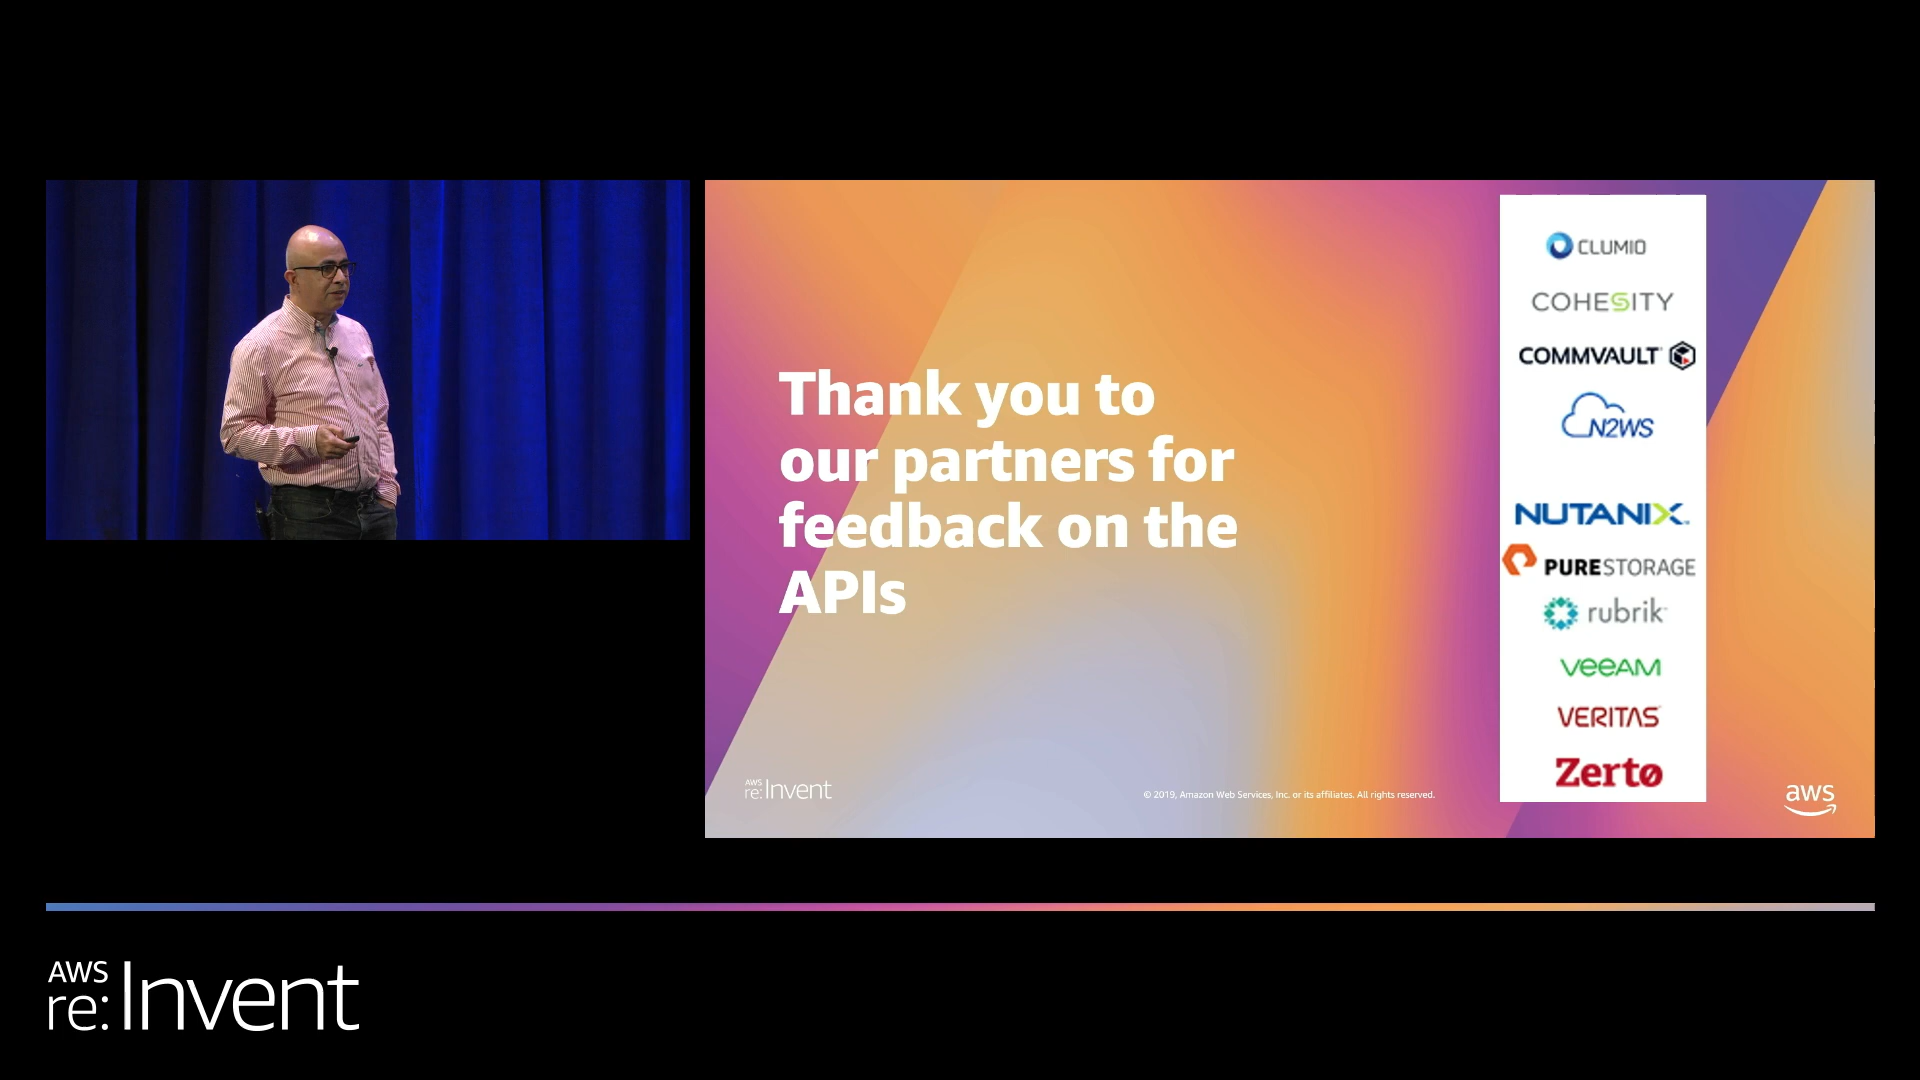 Thank you to
our partners for
feedback on the
APIs
CLUMIO
COHESITY
COMMVAULT
N2WS
NUTANIX
PURESTORAGE
rubrik
veeAM
VERITAS
Zerto
AWS
re:Invent
© 2019, Amazon Web Services, Inc. or its affiliates. All rights reserved.
aws
AWS
re:Invent